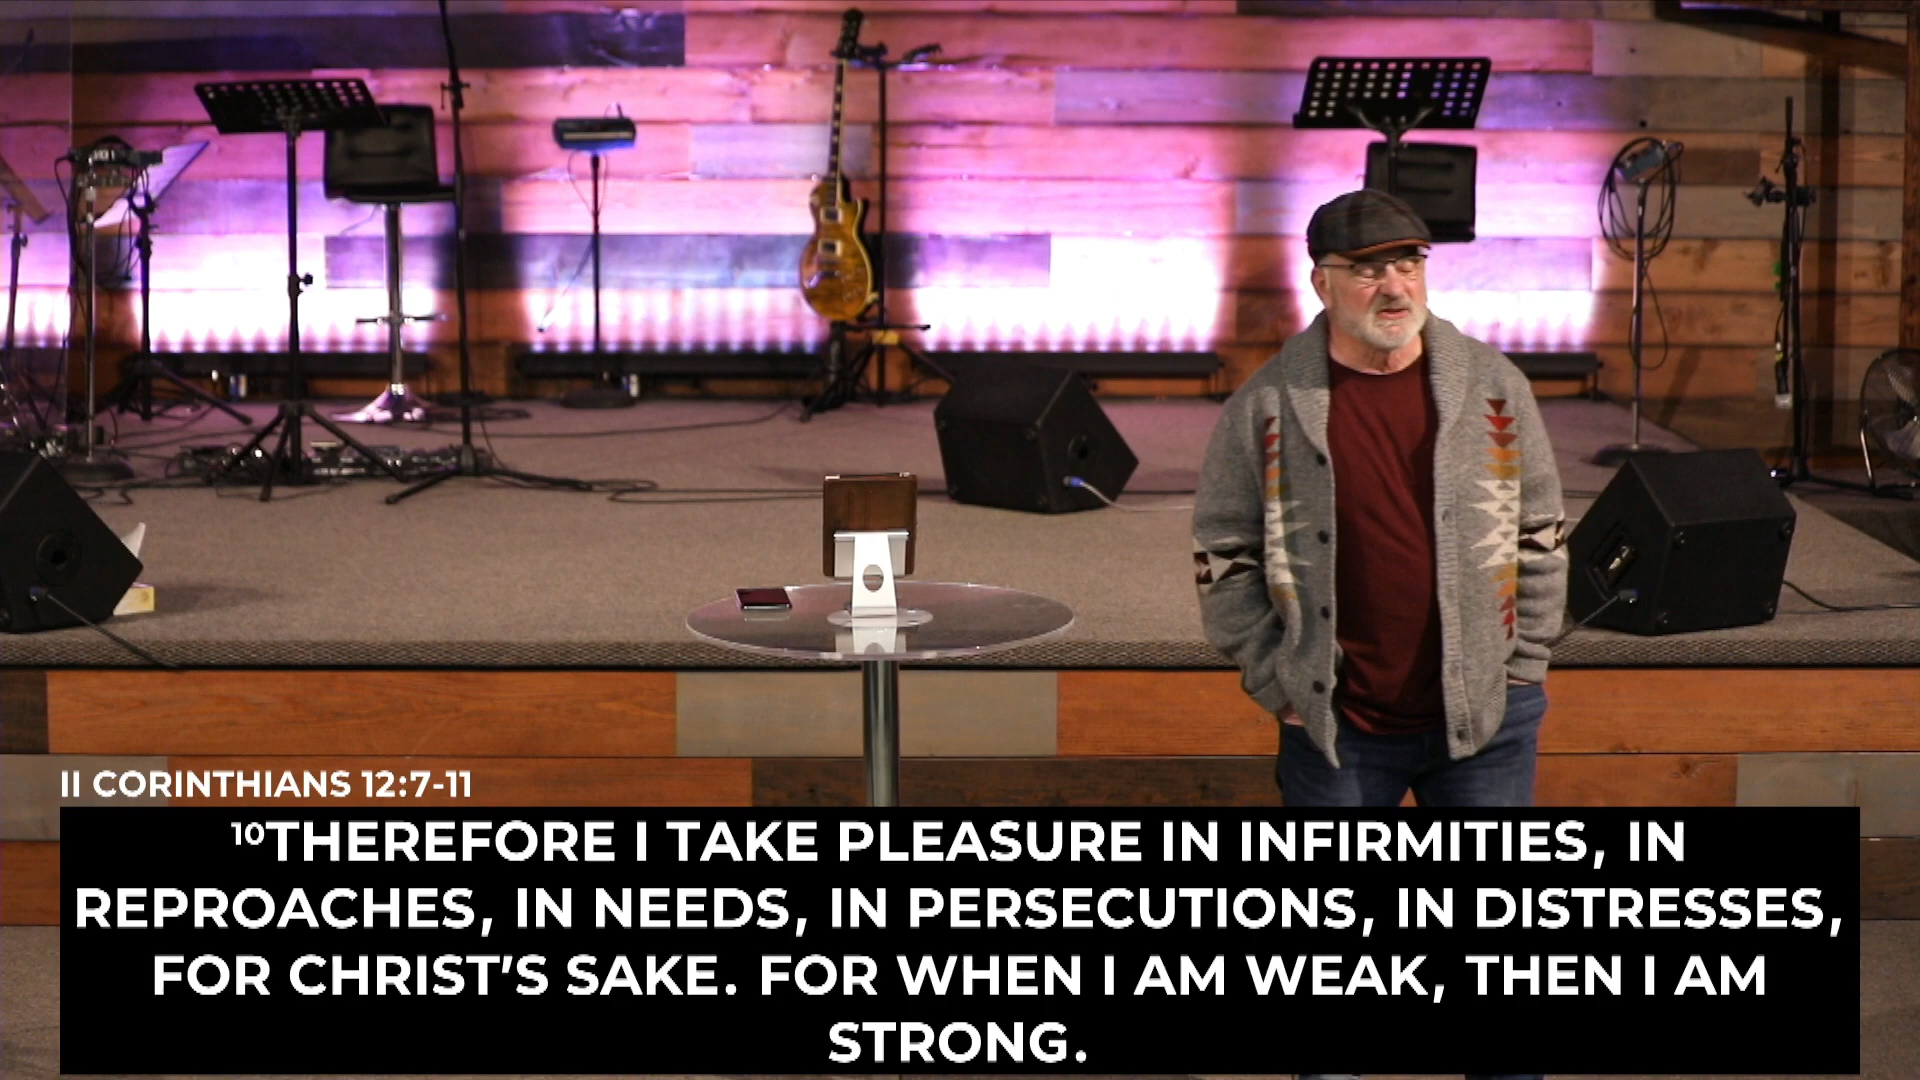 II CORINTHIANS 12:7-11
¹⁰THEREFORE I TAKE PLEASURE IN INFIRMITIES, IN
REPROACHES, IN NEEDS, IN PERSECUTIONS, IN DISTRESSES,
FOR CHRIST'S SAKE. FOR WHEN I AM WEAK, THEN I AM
STRONG.